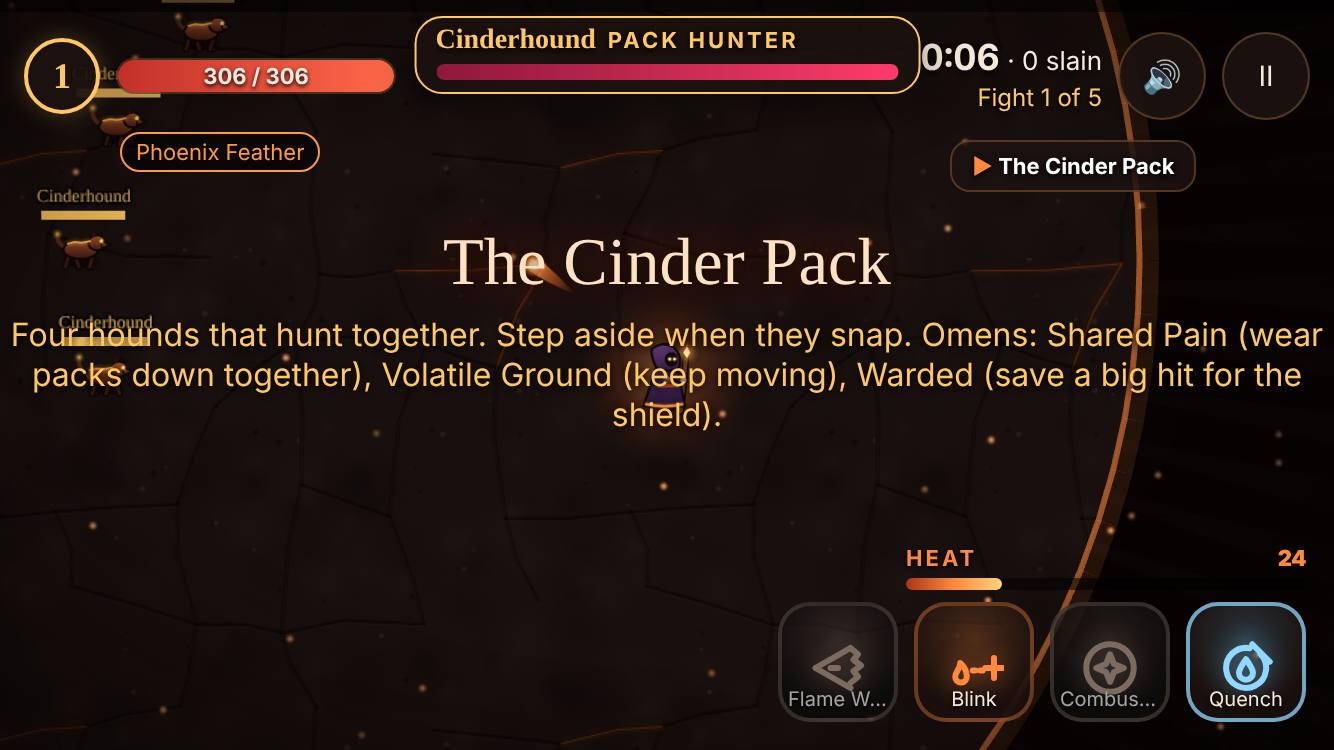 Cinderhound PACK HUNTER
1
306 / 306
0:06 · 0 slain
Fight 1 of 5
Phoenix Feather
The Cinder Pack
Cinderhound
The Cinder Pack
Cinderhound
Four hounds that hunt together. Step aside when they snap. Omens: Shared Pain (wear
packs down together), Volatile Ground (keep moving), Warded (save a big hit for the
shield).
HEAT 24
Flame W...
Blink
Combus...
Quench